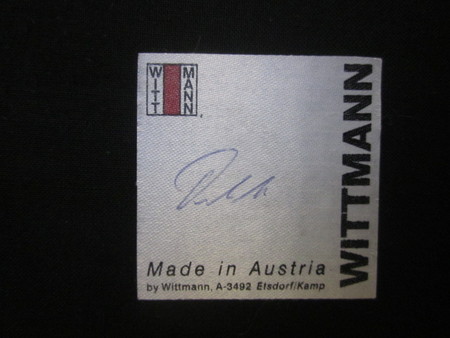 WITT MANN
WITTMANN
Made in Austria
by Wittmann, A-3492 Etsdorf/Kamp